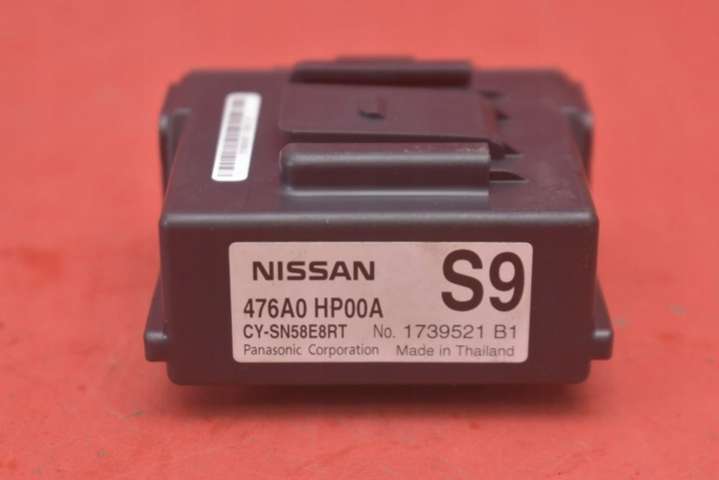 NISSAN S9
476A0 HP00A
CY-SN58E8RT No. 1739521 B1
Panasonic Corporation Made in Thailand